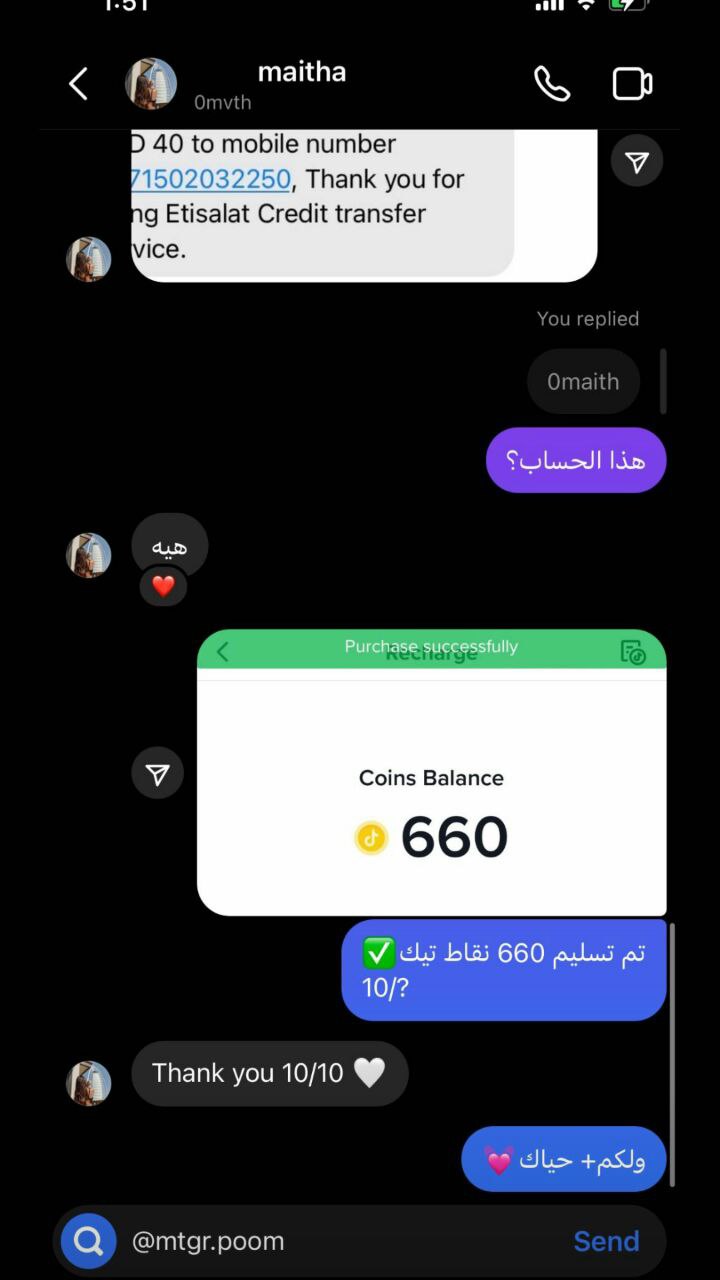 1:51
maitha
0mvth
D 40 to mobile number
71502032250, Thank you for
ng Etisalat Credit transfer
vice.
You replied
0maith
هذا الحساب؟
هيه
Purchase successfully
Recharge
Coins Balance
660
تم تسليم 660 نقاط تيك✅
10/?
Thank you 10/10 🤍
ولكم+ حياك 💓
@mtgr.poom
Send